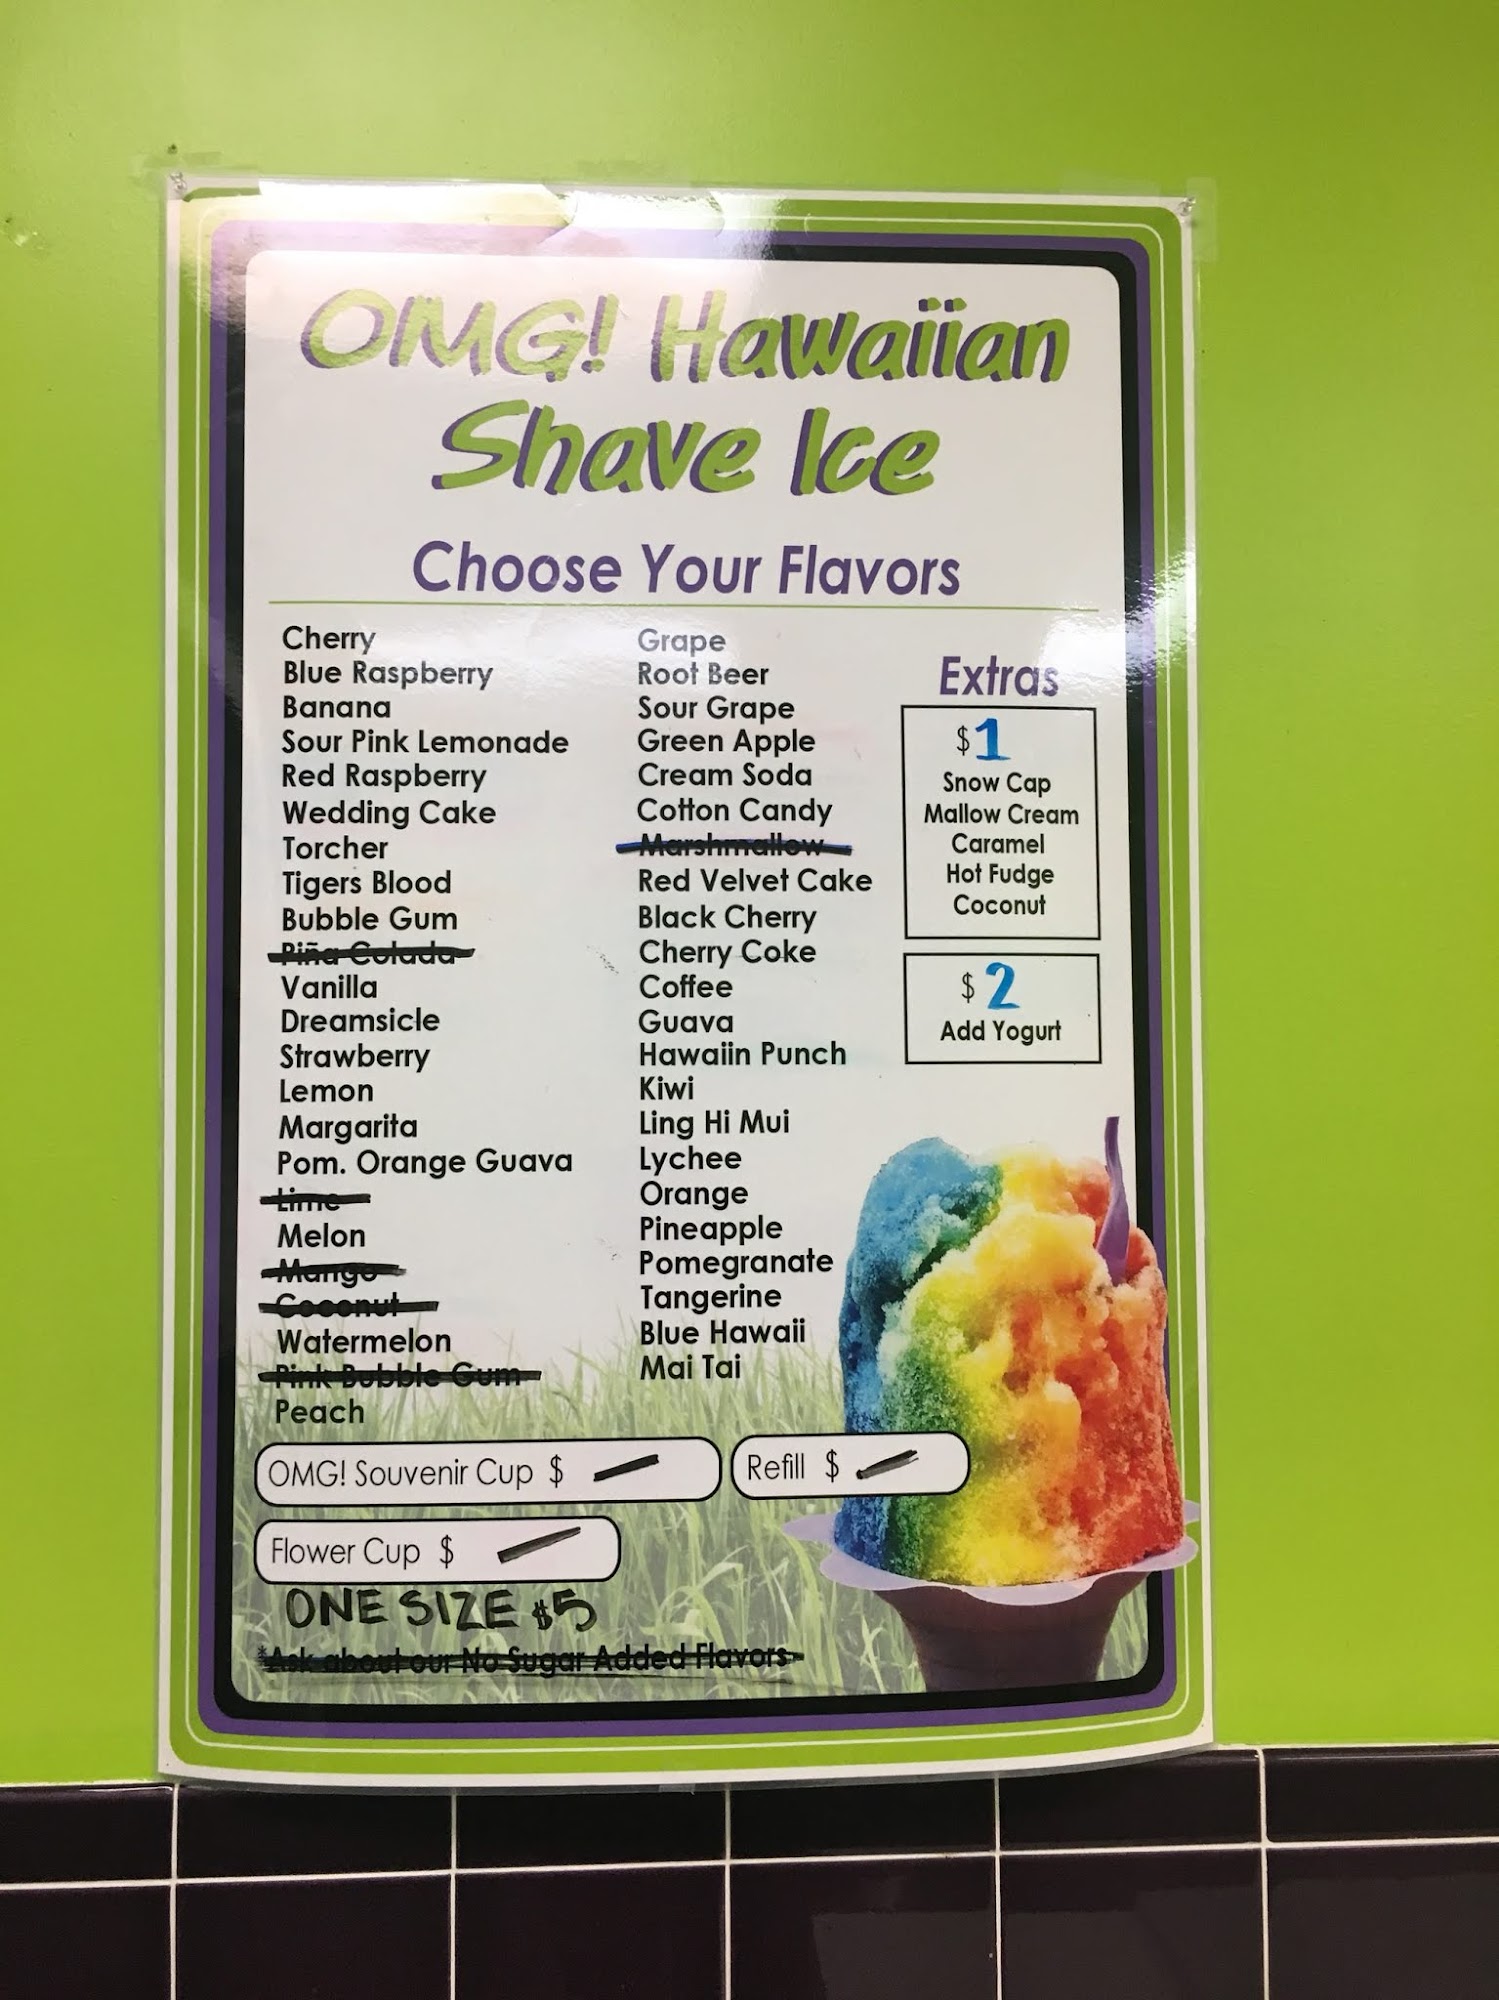 OMG! Hawaiian
Shave Ice
Choose Your Flavors
Cherry
Blue Raspberry
Banana
Sour Pink Lemonade
Red Raspberry
Wedding Cake
Torcher
Tigers Blood
Bubble Gum
Piña Colada
Vanilla
Dreamsicle
Strawberry
Lemon
Margarita
Pom. Orange Guava
Lime
Melon
Mango
Coconut
Watermelon
Pink Bubble Gum
Peach
Grape
Root Beer
Sour Grape
Green Apple
Cream Soda
Cotton Candy
Marshmallow
Red Velvet Cake
Black Cherry
Cherry Coke
Coffee
Guava
Hawaiin Punch
Kiwi
Ling Hi Mui
Lychee
Orange
Pineapple
Pomegranate
Tangerine
Blue Hawaii
Mai Tai
Extras
$1
Snow Cap
Mallow Cream
Caramel
Hot Fudge
Coconut
$2
Add Yogurt
OMG! Souvenir Cup $
Refill $
Flower Cup $
ONE SIZE $5
*Ask about our No Sugar Added Flavors